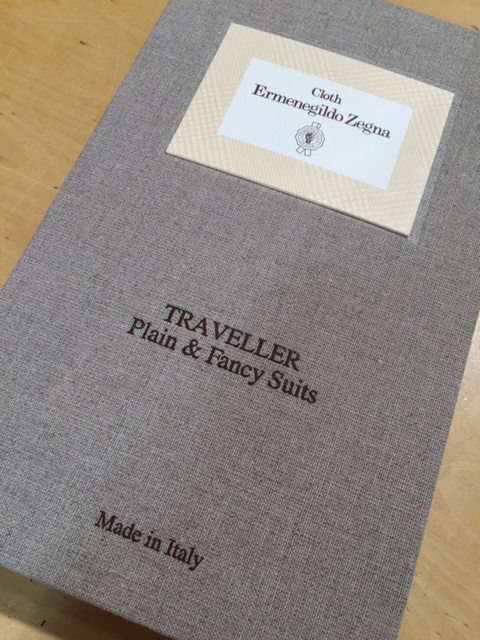 Cloth
Ermenegildo Zegna
TRAVELLER
Plain & Fancy Suits
Made in Italy